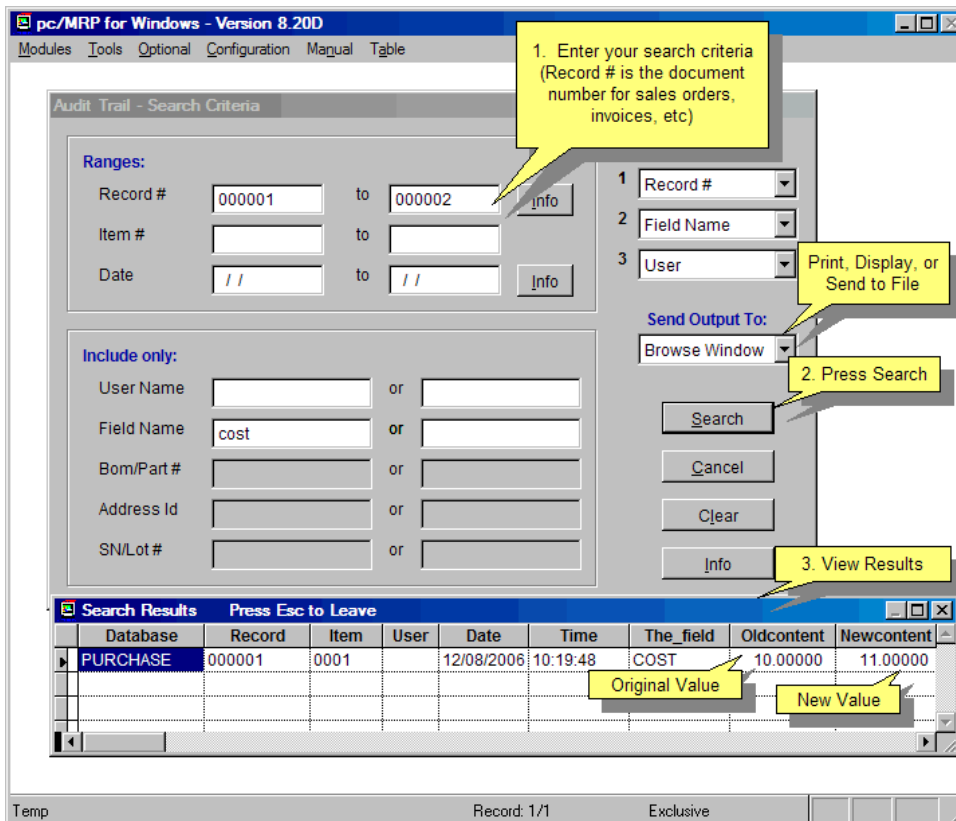 pc/MRP for Windows - Version 8.20D
Modules Tools Optional Configuration Manual Table
1. Enter your search criteria
(Record # is the document
number for sales orders,
invoices, etc)
Audit Trail - Search Criteria
Ranges:
Record # 000001 to 000002 Info
Item # to
Date / / to / / Info
1 Record #
2 Field Name
3 User
Print, Display, or
Send to File
Send Output To:
Browse Window
2. Press Search
Include only:
User Name or
Field Name cost or
Bom/Part # or
Address Id or
SN/Lot # or
Search
Cancel
Clear
Info
3. View Results
Search Results Press Esc to Leave
Database Record Item User Date Time The_field Oldcontent Newcontent
PURCHASE 000001 0001 12/08/2006 10:19:48 COST 10.00000 11.00000
Original Value
New Value
Temp Record: 1/1 Exclusive